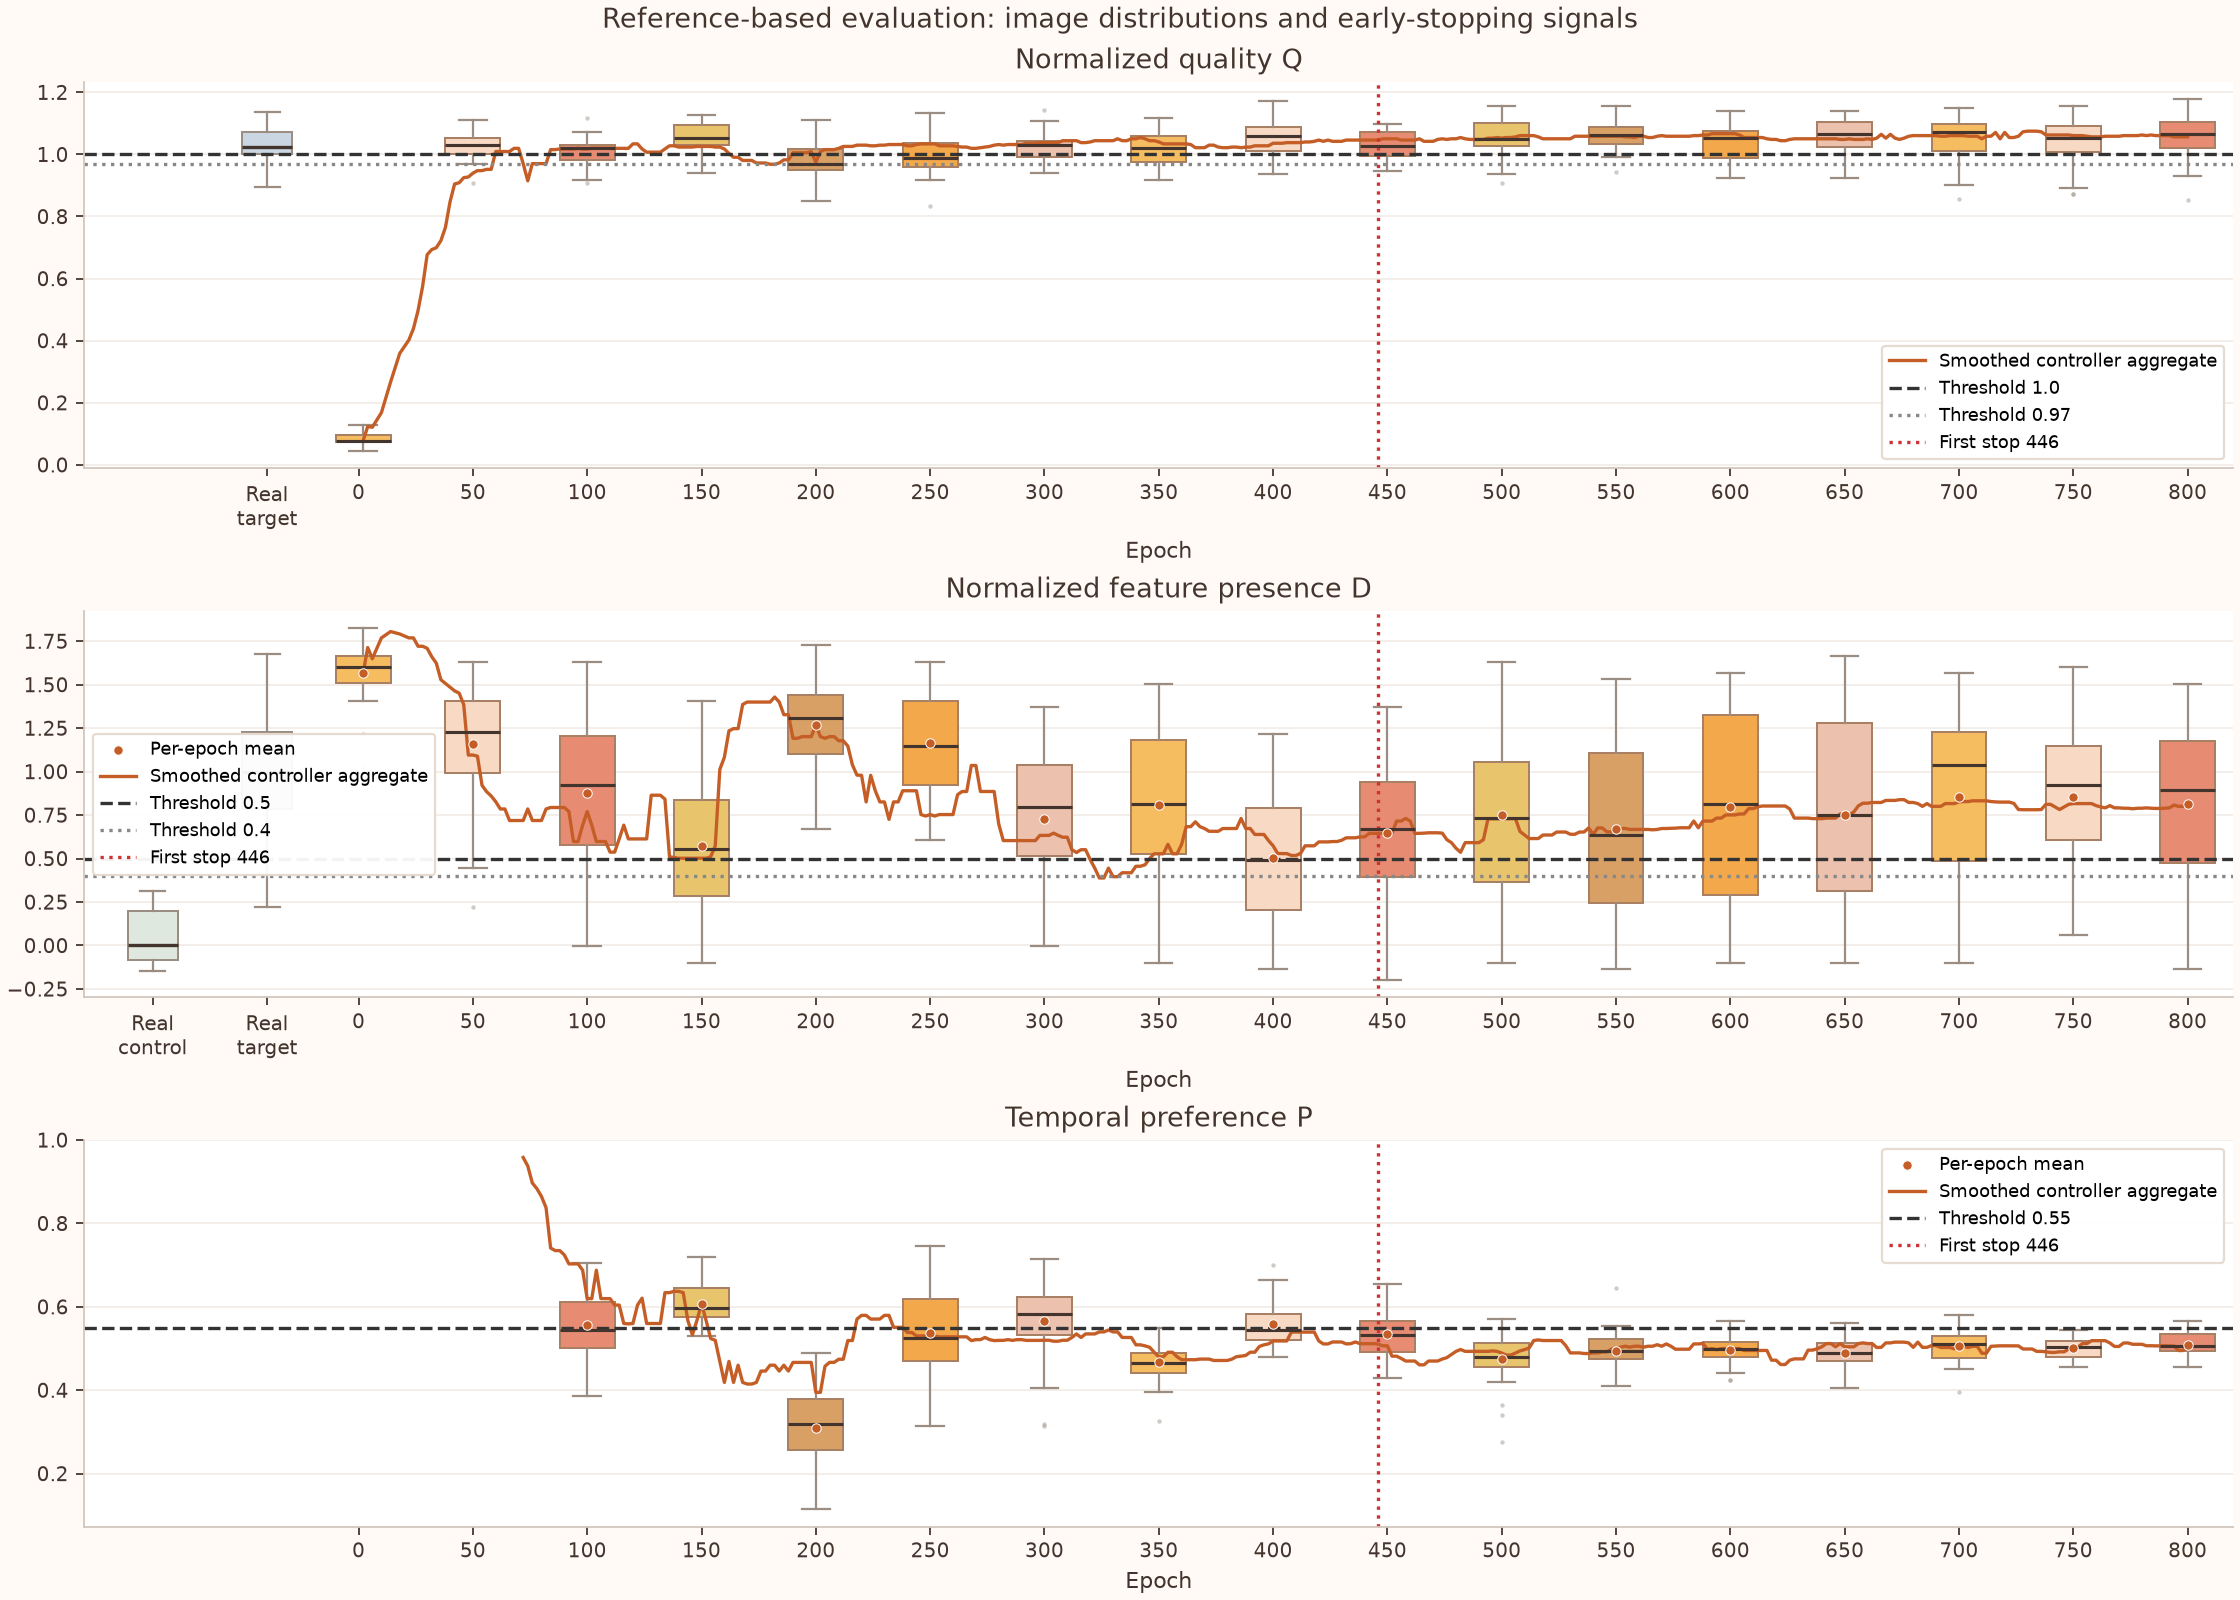 Reference-based evaluation: image distributions and early-stopping signals
Normalized quality Q
1.2
1.0
0.8
0.6
0.4
0.2
0.0
Smoothed controller aggregate
Threshold 1.0
Threshold 0.97
First stop 446
Real target
0 50 100 150 200 250 300 350 400 450 500 550 600 650 700 750 800
Epoch
Normalized feature presence D
1.75
1.50
1.25
1.00
0.75
0.50
0.25
0.00
−0.25
Per-epoch mean
Smoothed controller aggregate
Threshold 0.5
Threshold 0.4
First stop 446
Real control
Real target
0 50 100 150 200 250 300 350 400 450 500 550 600 650 700 750 800
Epoch
Temporal preference P
1.0
0.8
0.6
0.4
0.2
Per-epoch mean
Smoothed controller aggregate
Threshold 0.55
First stop 446
0 50 100 150 200 250 300 350 400 450 500 550 600 650 700 750 800
Epoch